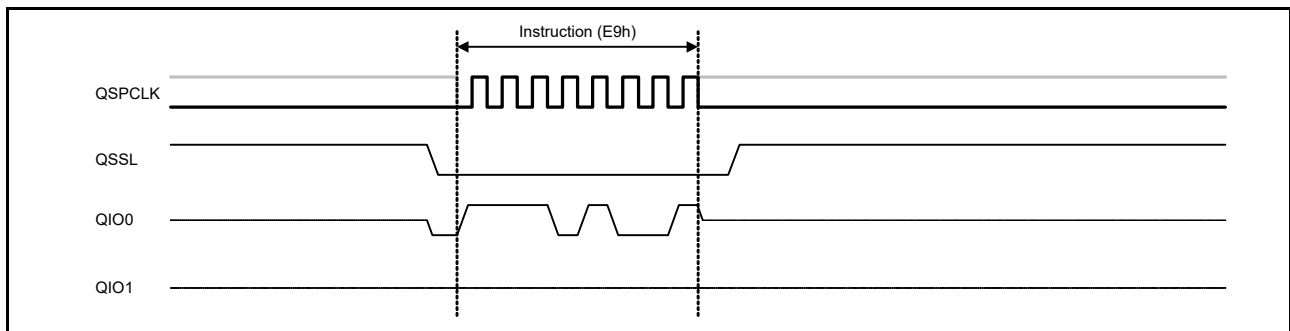 Instruction (E9h)
QSPCLK
QSSL
QIO0
QIO1